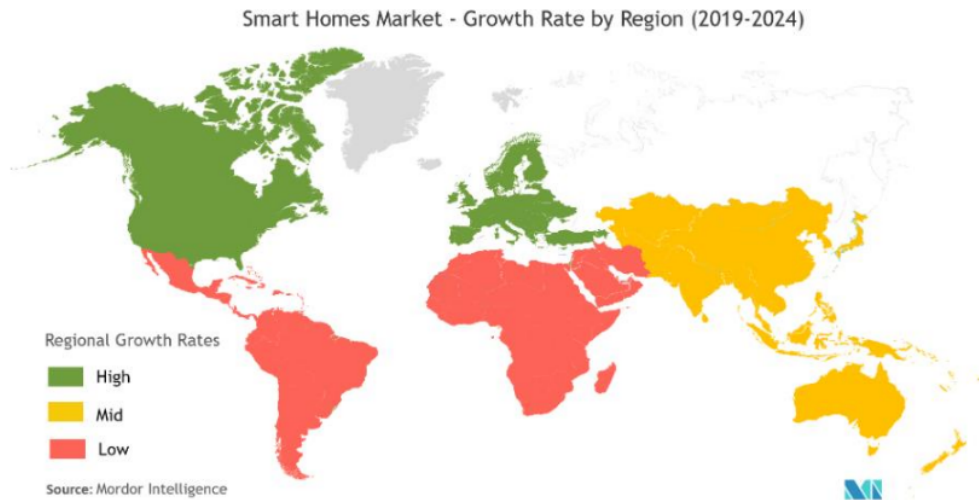 Smart Homes Market - Growth Rate by Region (2019-2024)
Regional Growth Rates
High
Mid
Low
Source: Mordor Intelligence